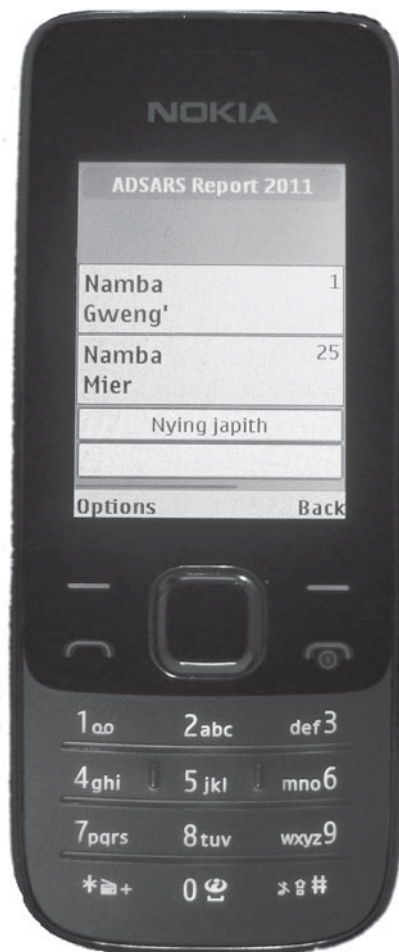 NOKIA
ADSARS Report 2011
Namba 1
Gweng'
Namba 25
Mier
Nying japith
Options Back
1 2abc def3
4ghi 5jkl mno6
7pqrs 8tuv wxyz9
*+ 0 #